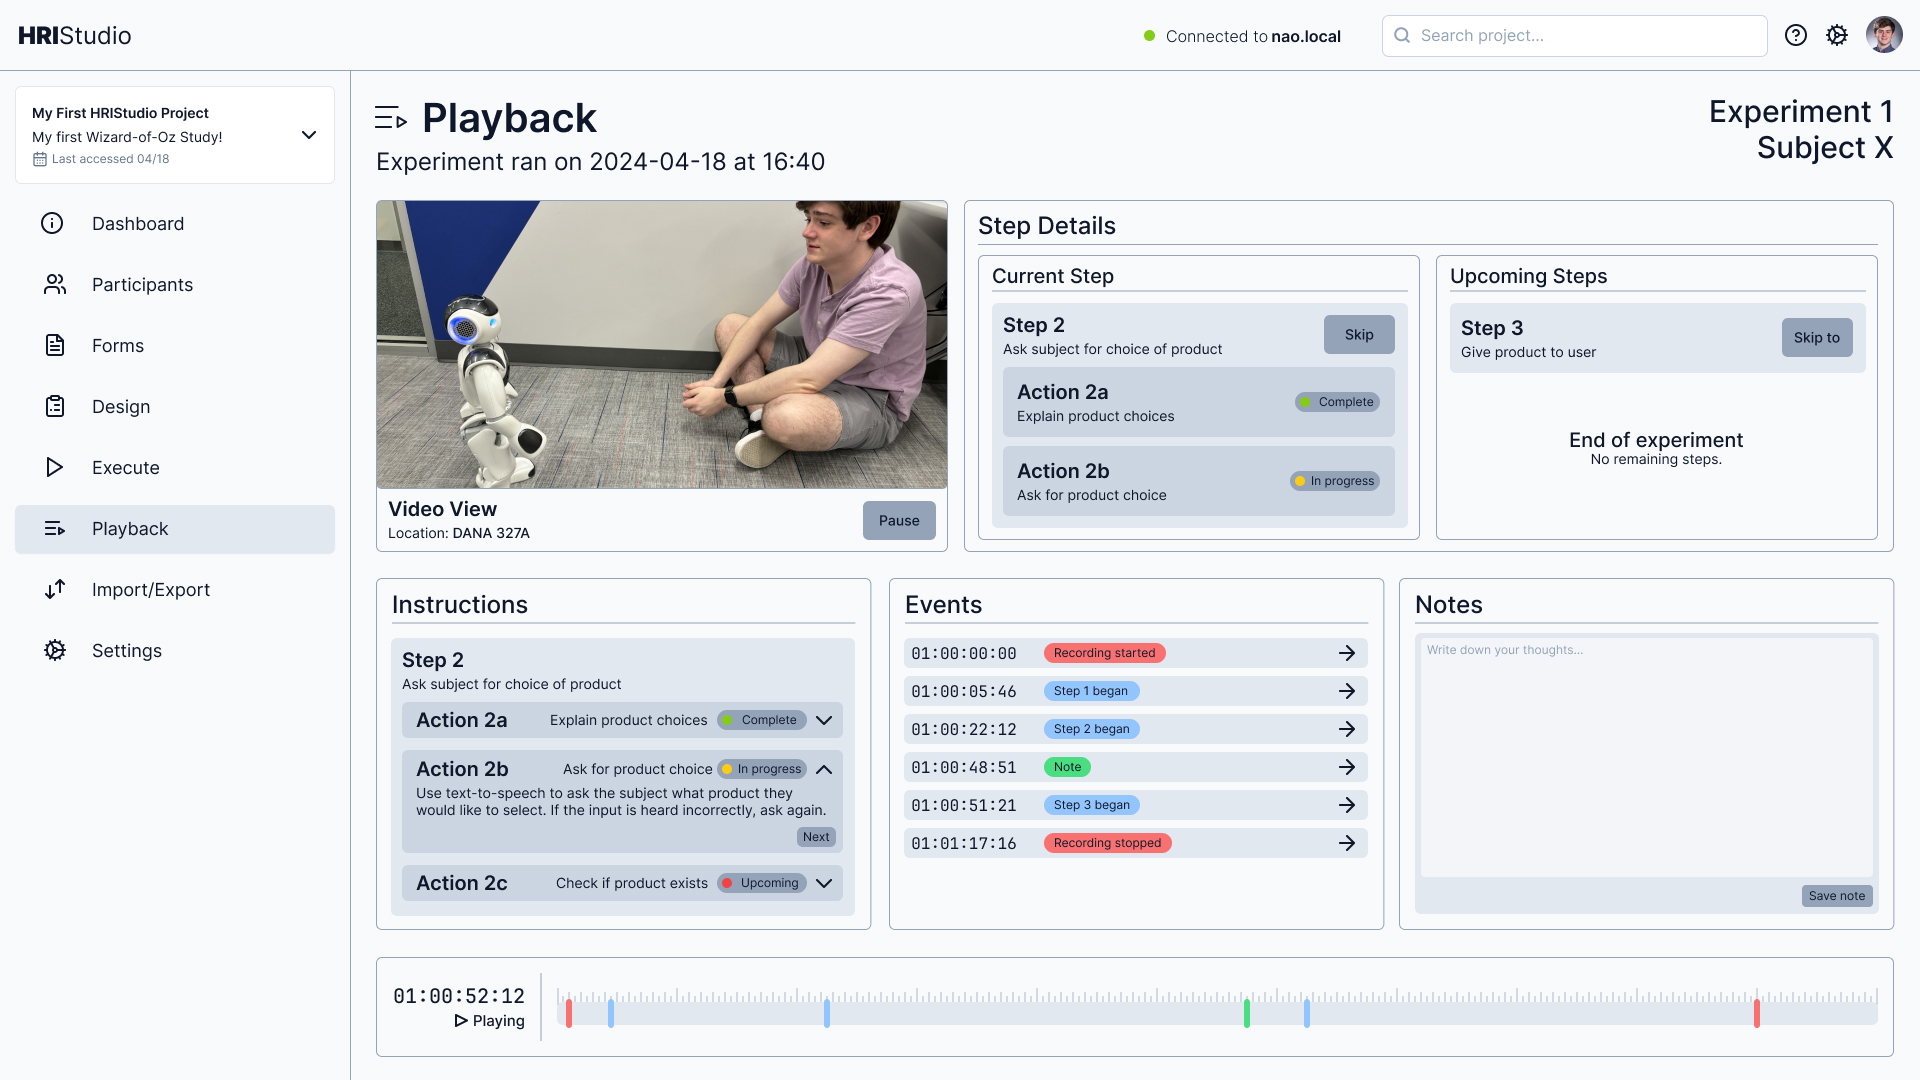 HRIStudio
Connected to nao.local
Search project...
My First HRIStudio Project
My first Wizard-of-Oz Study!
Last accessed 04/18
Dashboard
Participants
Forms
Design
Execute
Playback
Import/Export
Settings
Playback
Experiment ran on 2024-04-18 at 16:40
Experiment 1
Subject X
Video View
Location: DANA 327A
Pause
Step Details
Current Step
Step 2
Ask subject for choice of product
Skip
Action 2a
Explain product choices
Complete
Action 2b
Ask for product choice
In progress
Upcoming Steps
Step 3
Give product to user
Skip to
End of experiment
No remaining steps.
Instructions
Step 2
Ask subject for choice of product
Action 2a Explain product choices Complete
Action 2b Ask for product choice In progress
Use text-to-speech to ask the subject what product they
would like to select. If the input is heard incorrectly, ask again.
Next
Action 2c Check if product exists Upcoming
Events
01:00:00:00 Recording started
01:00:05:46 Step 1 began
01:00:22:12 Step 2 began
01:00:48:51 Note
01:00:51:21 Step 3 began
01:01:17:16 Recording stopped
Notes
Write down your thoughts...
Save note
01:00:52:12
Playing